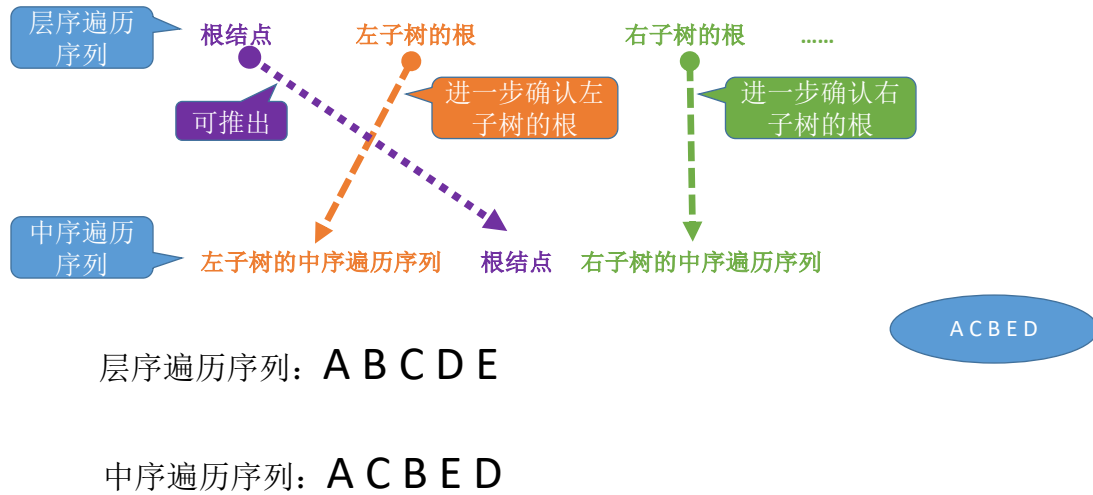 层序遍历
序列
根结点 左子树的根 右子树的根 ……
可推出
进一步确认左
子树的根
进一步确认右
子树的根
中序遍历
序列
左子树的中序遍历序列 根结点 右子树的中序遍历序列
A C B E D
层序遍历序列：A B C D E
中序遍历序列：A C B E D